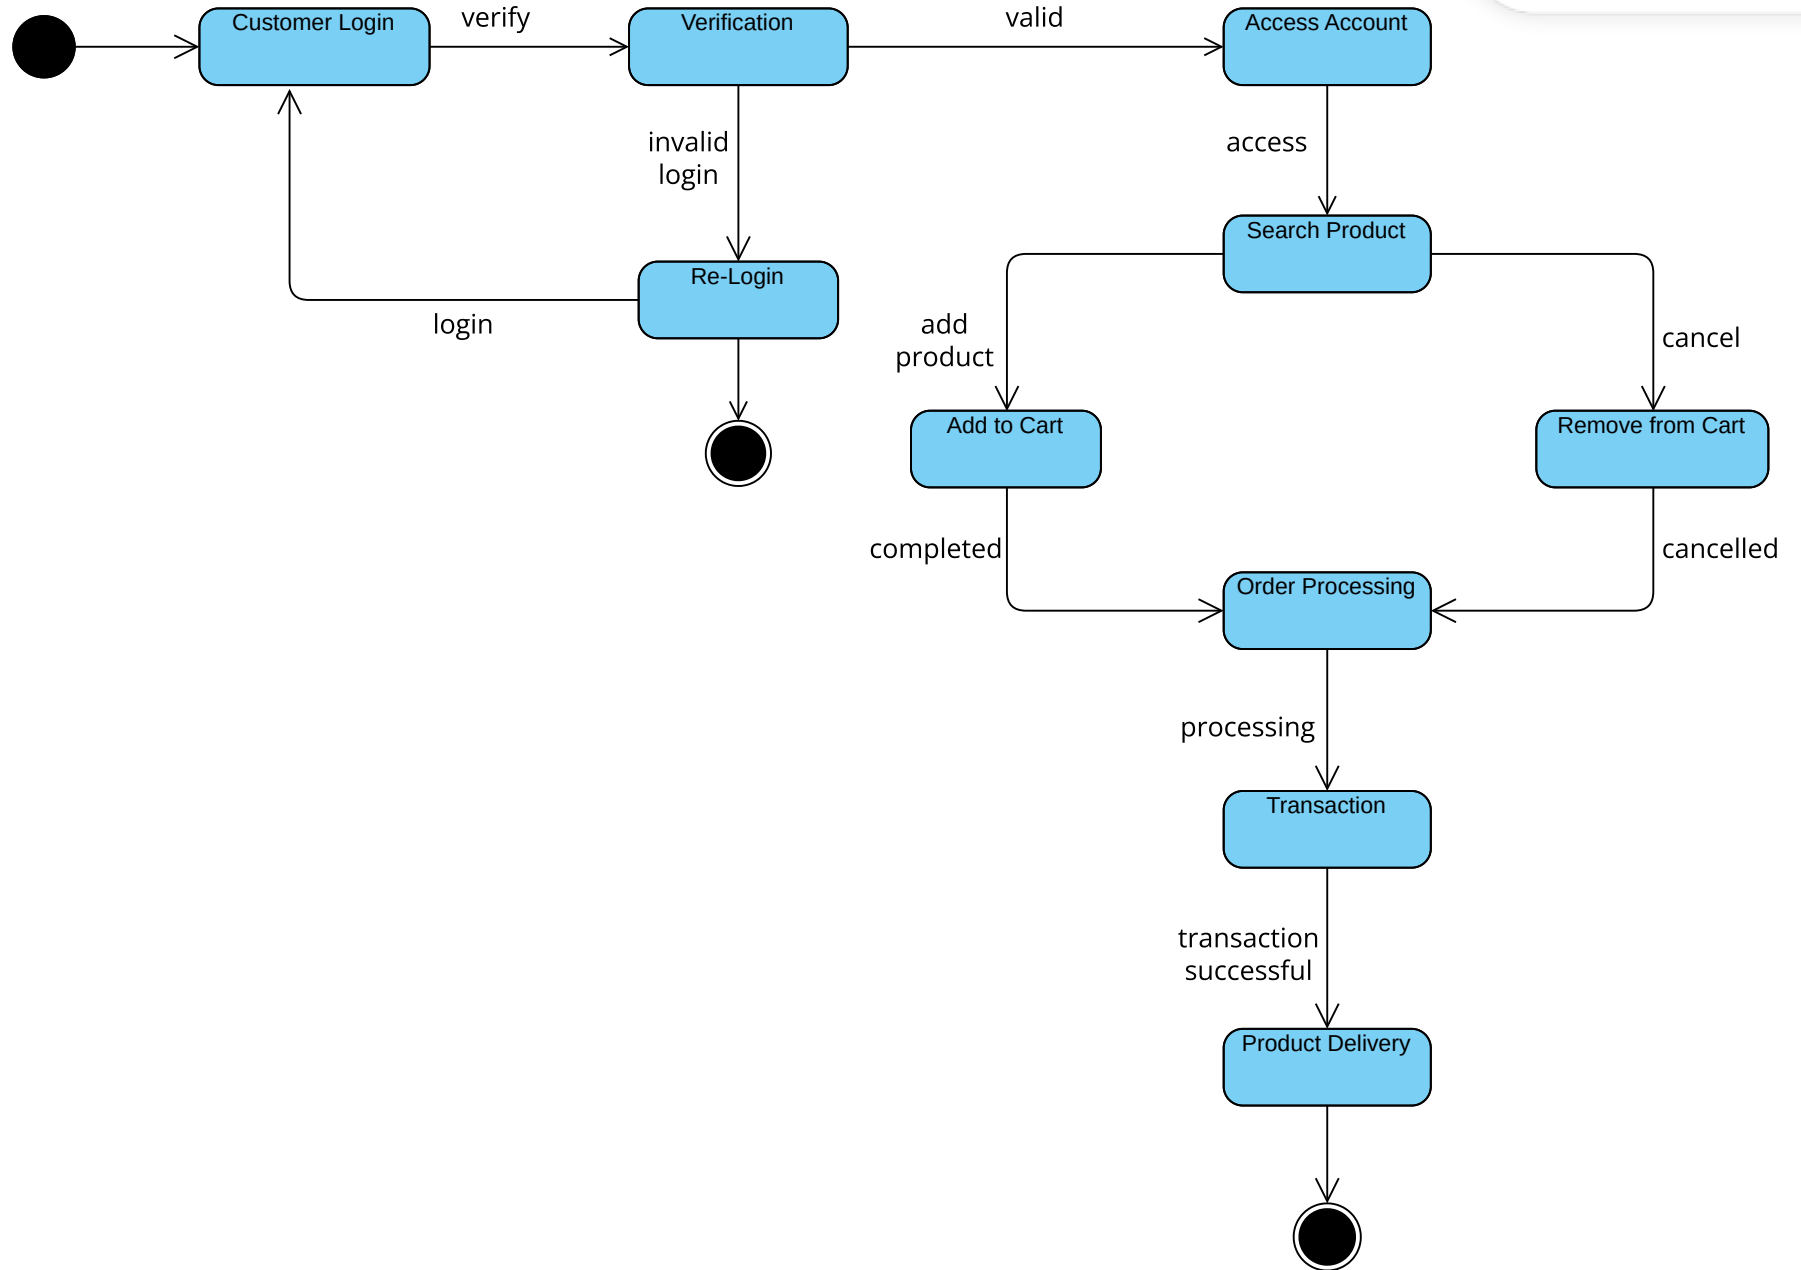 Customer Login
verify
Verification
valid
Access Account
invalid
login
access
Search Product
Re-Login
login
add
product
cancel
Add to Cart
Remove from Cart
completed
cancelled
Order Processing
processing
Transaction
transaction
successful
Product Delivery